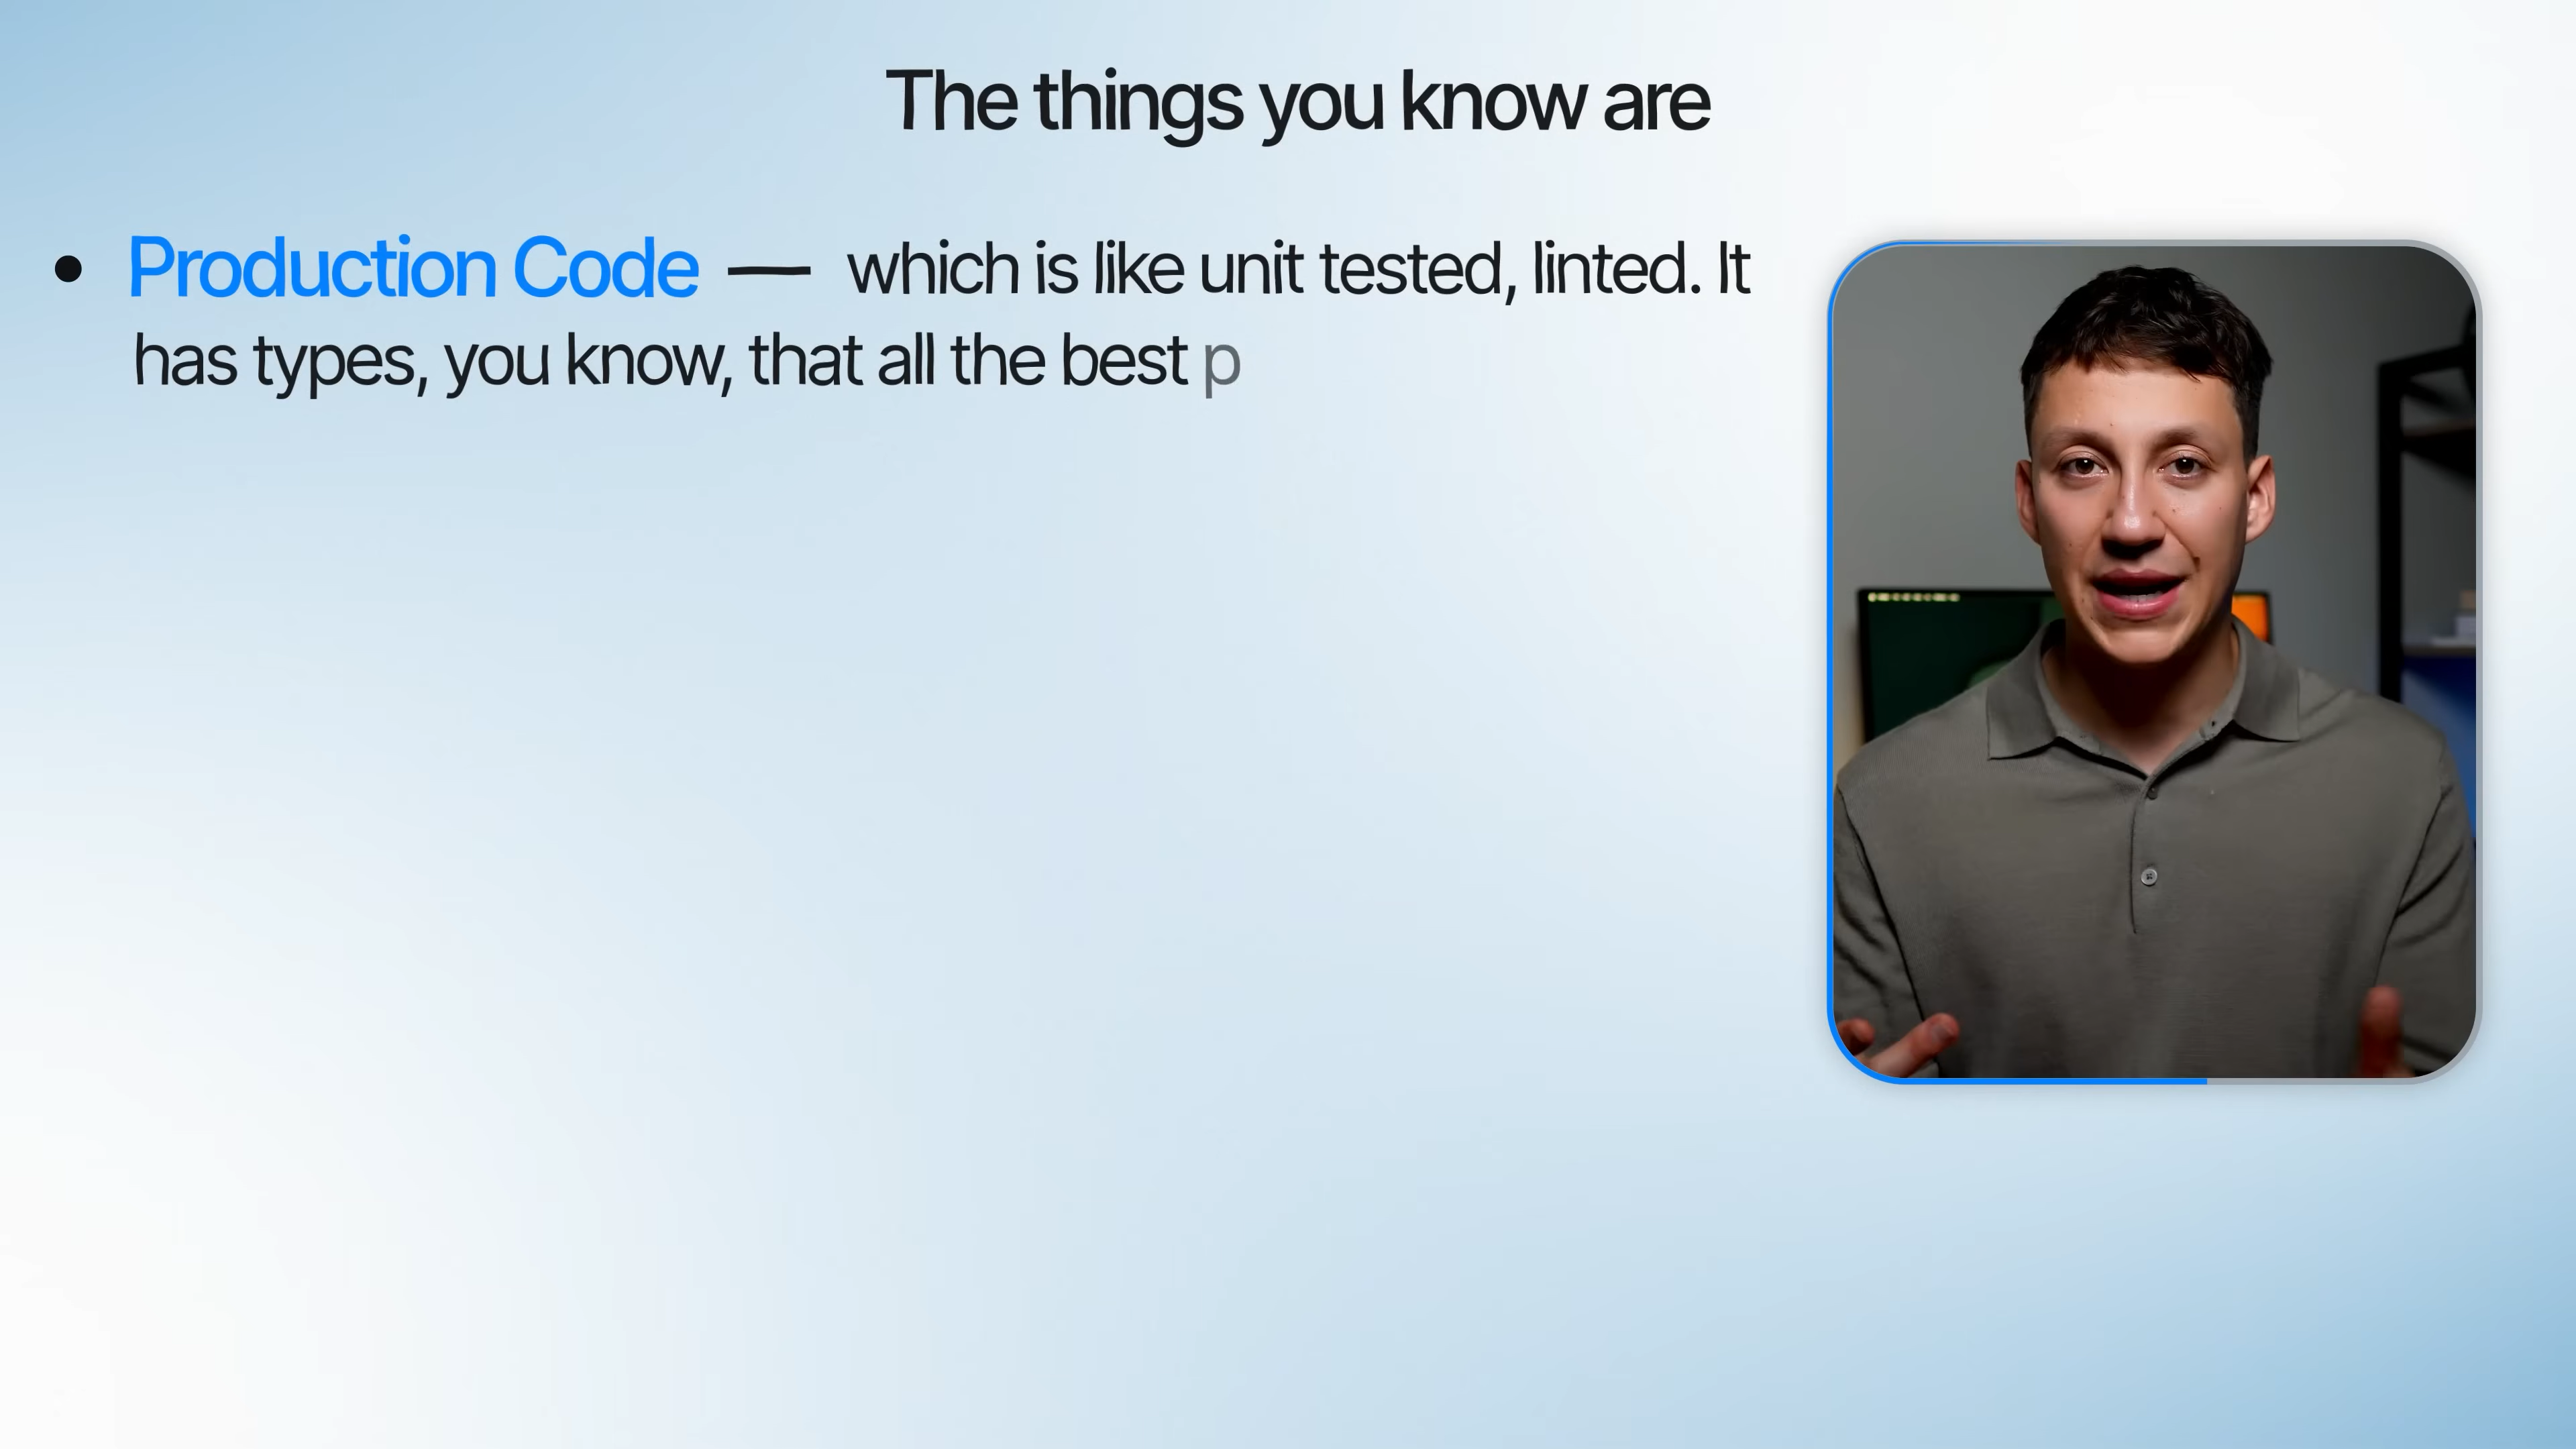 The things you know are
• Production Code — which is like unit tested, linted. It
has types, you know, that all the best p